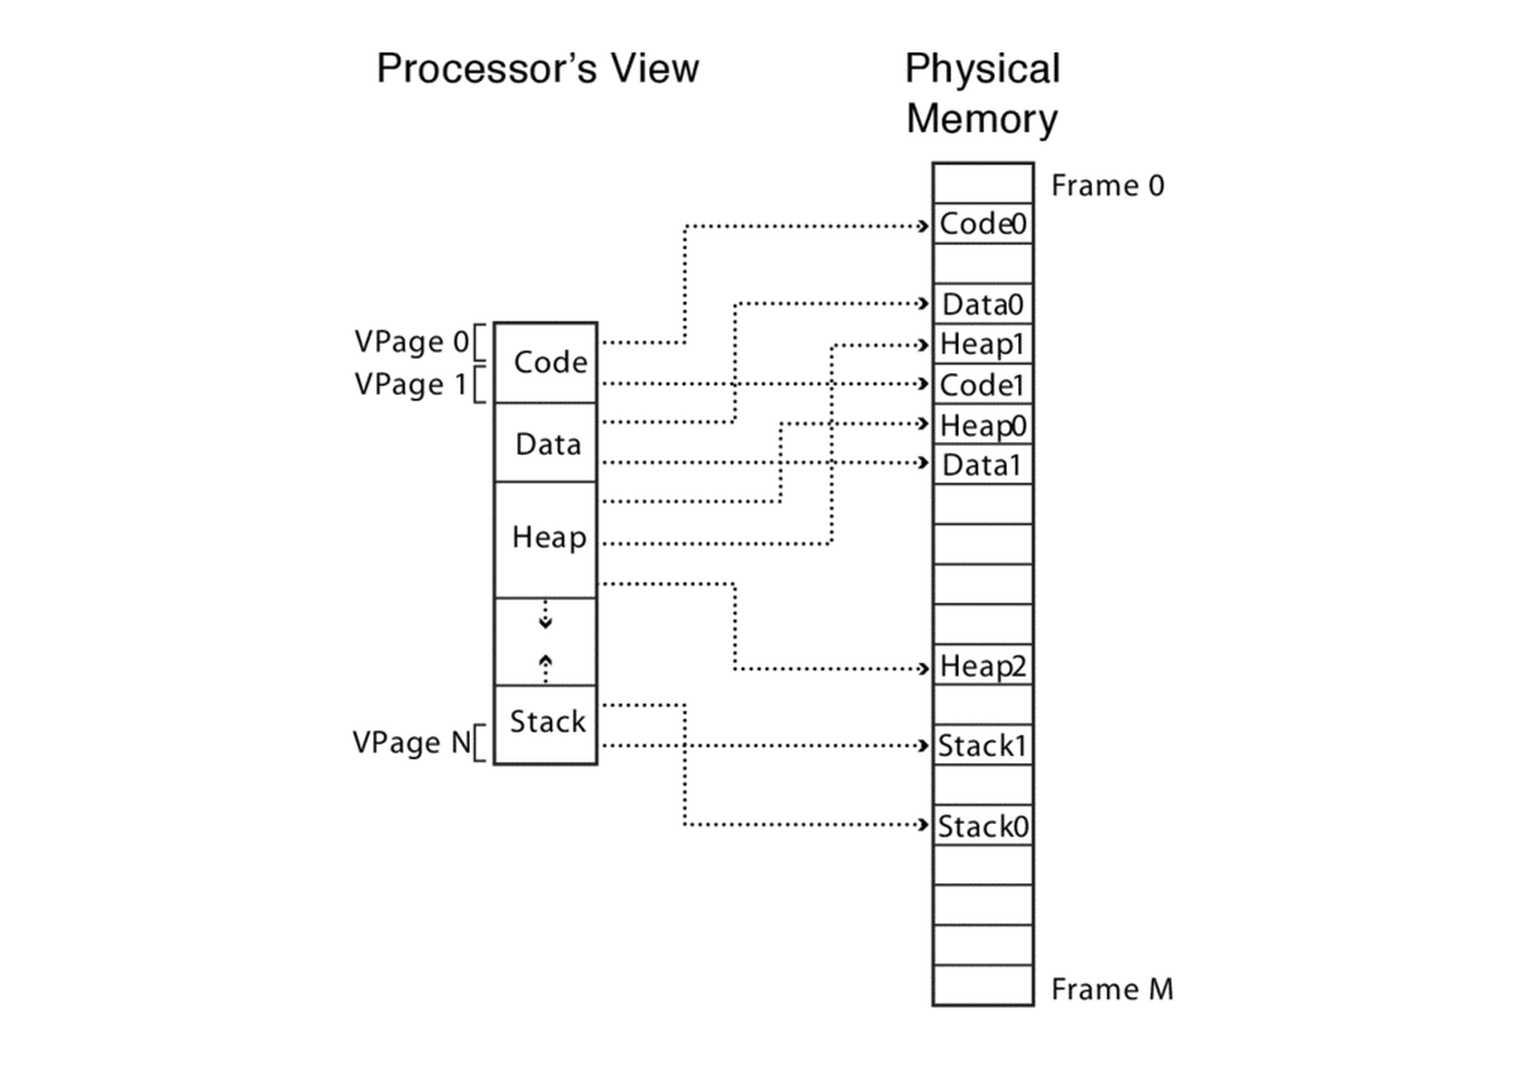 Processor’s View
Physical
Memory
Frame 0
Code0
Data0
Heap1
Code1
Heap0
Data1
Heap2
Stack1
Stack0
Frame M
VPage 0
VPage 1
Code
Data
Heap
Stack
VPage N